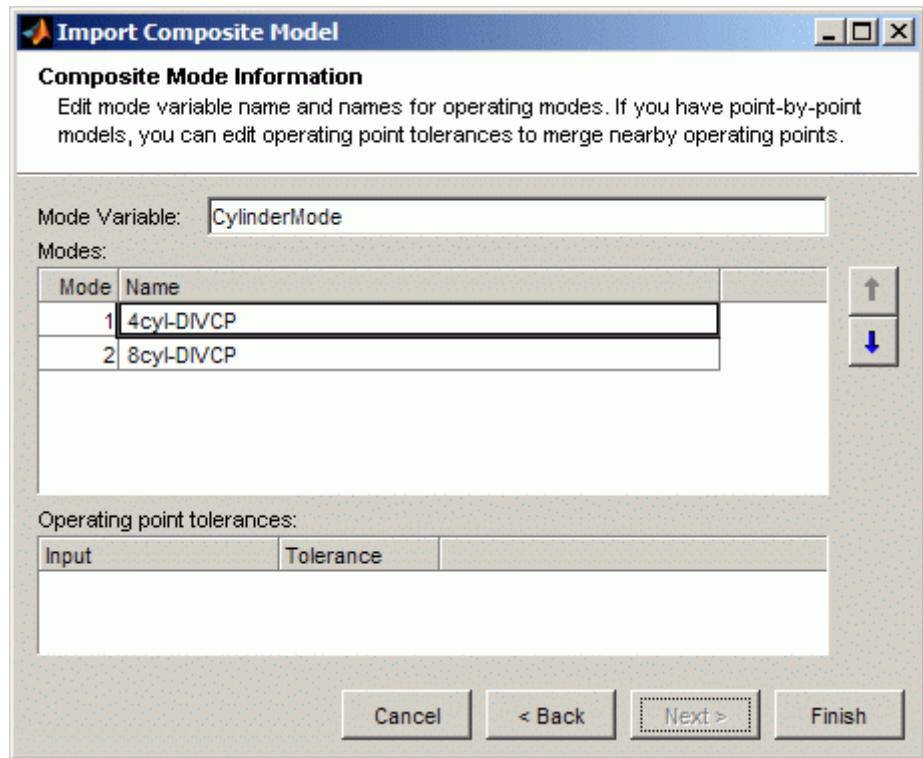 Import Composite Model
Composite Mode Information
Edit mode variable name and names for operating modes. If you have point-by-point
models, you can edit operating point tolerances to merge nearby operating points.
Mode Variable: CylinderMode
Modes:
Mode Name
1 4cyl-DIVCP
2 8cyl-DIVCP
Operating point tolerances:
Input Tolerance
Cancel < Back Next > Finish